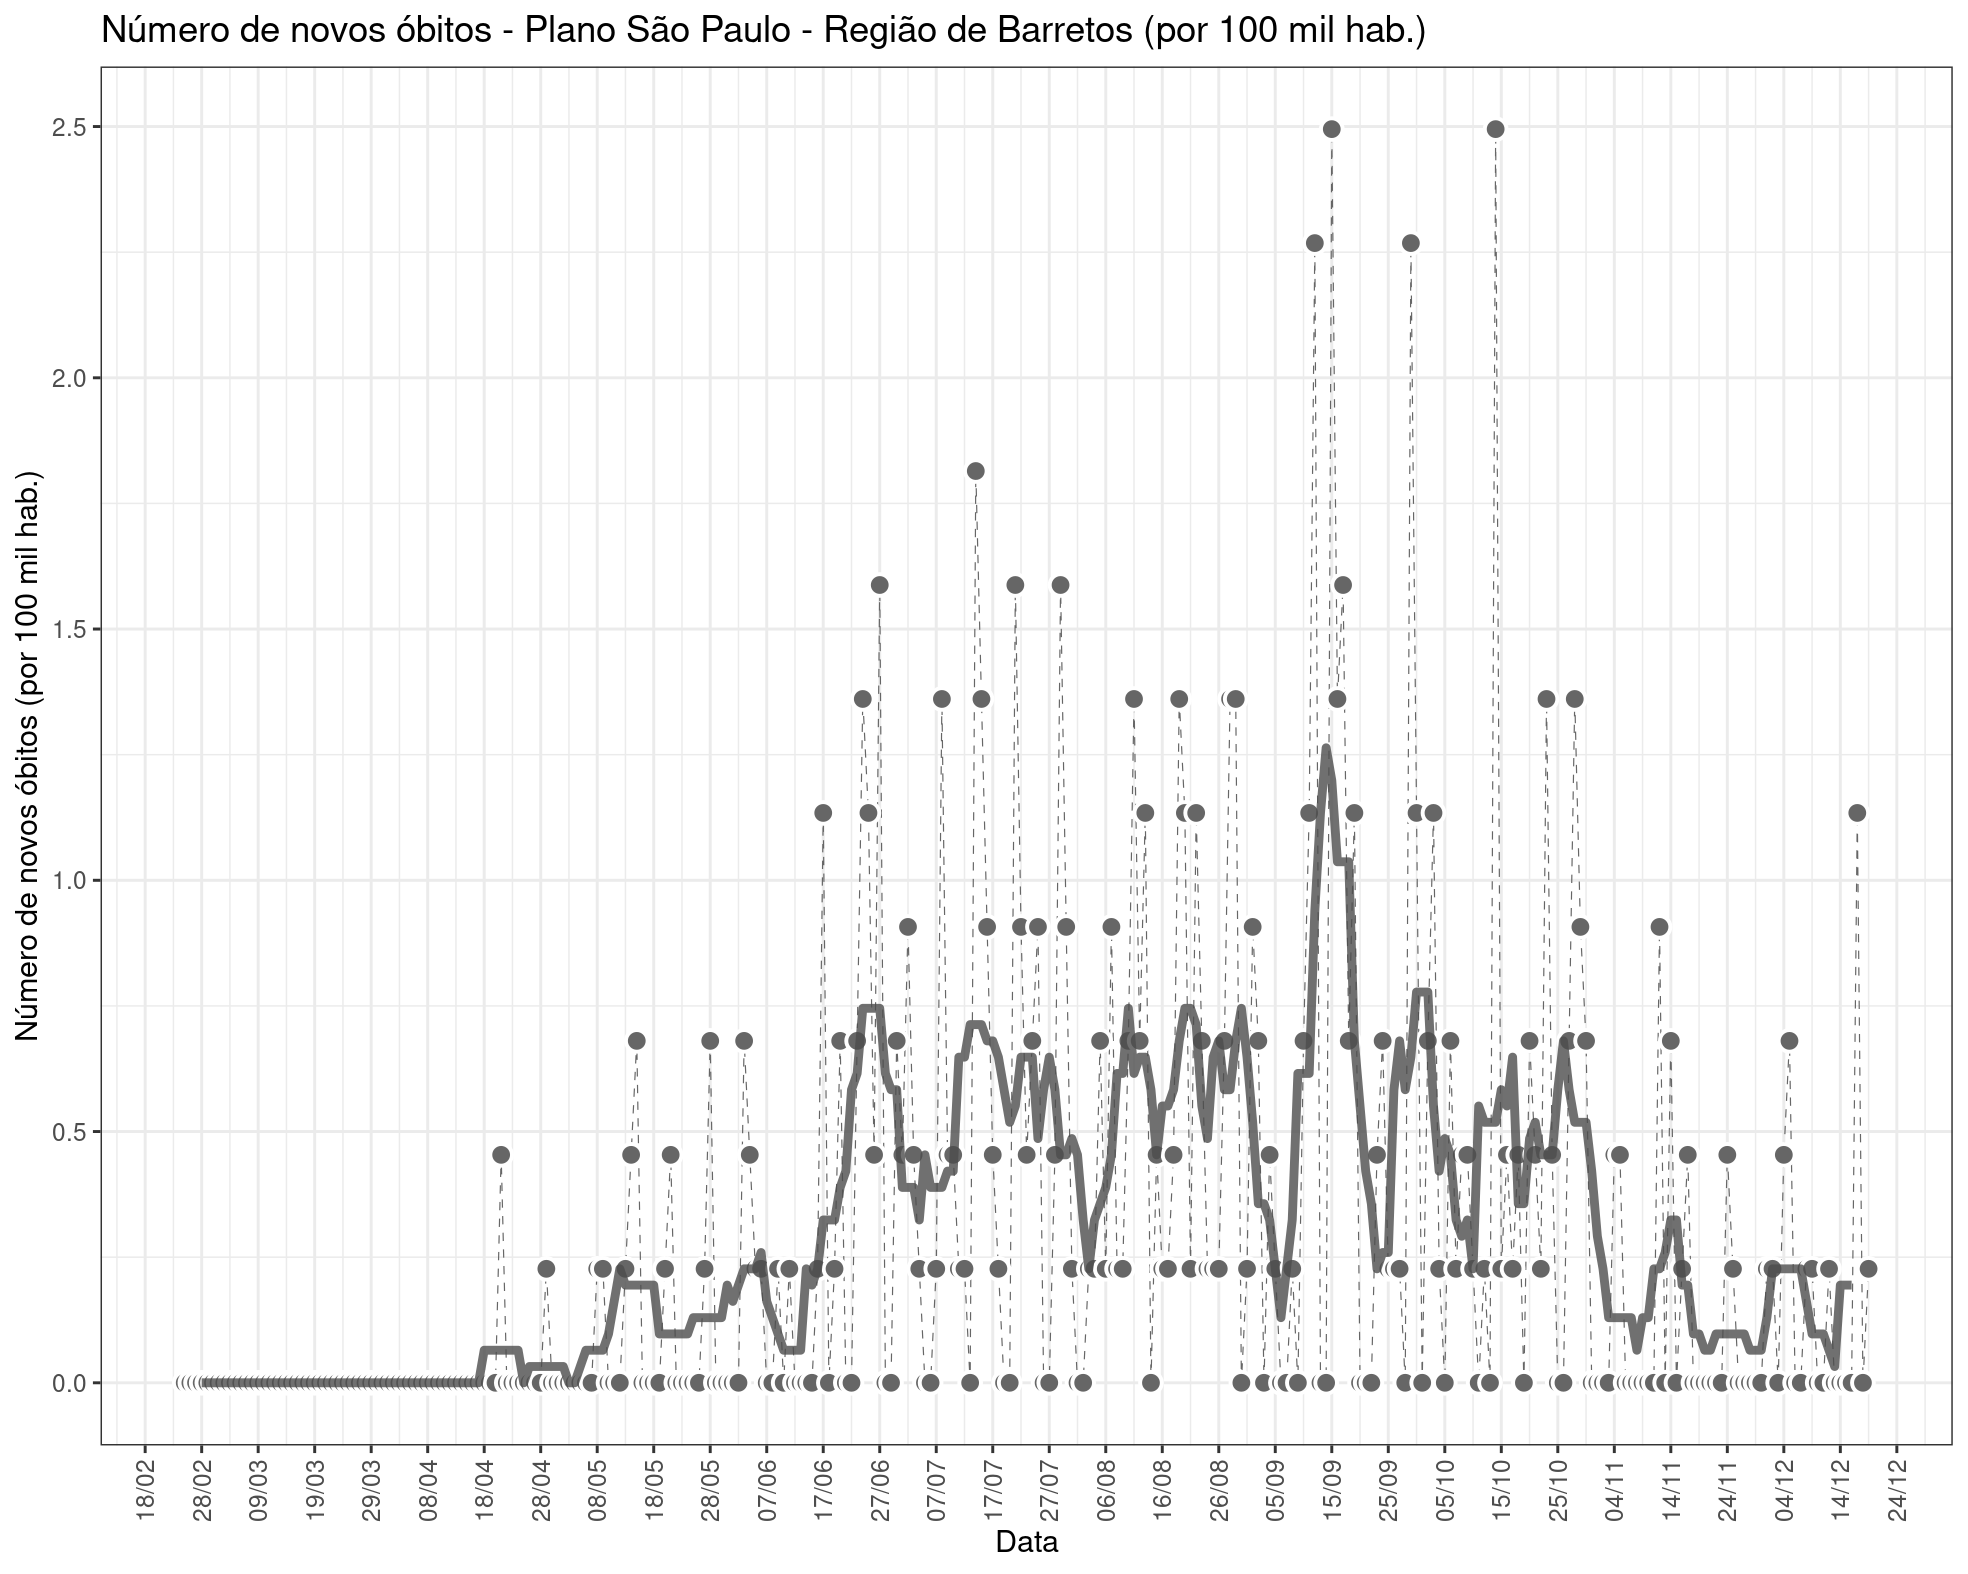 Número de novos óbitos - Plano São Paulo - Região de Barretos (por 100 mil hab.)
Número de novos óbitos (por 100 mil hab.)
2.5
2.0
1.5
1.0
0.5
0.0
18/02 28/02 09/03 19/03 29/03 08/04 18/04 28/04 08/05 18/05 28/05 07/06 17/06 27/06 07/07 17/07 27/07 06/08 16/08 26/08 05/09 15/09 25/09 05/10 15/10 25/10 04/11 14/11 24/11 04/12 14/12 24/12
Data